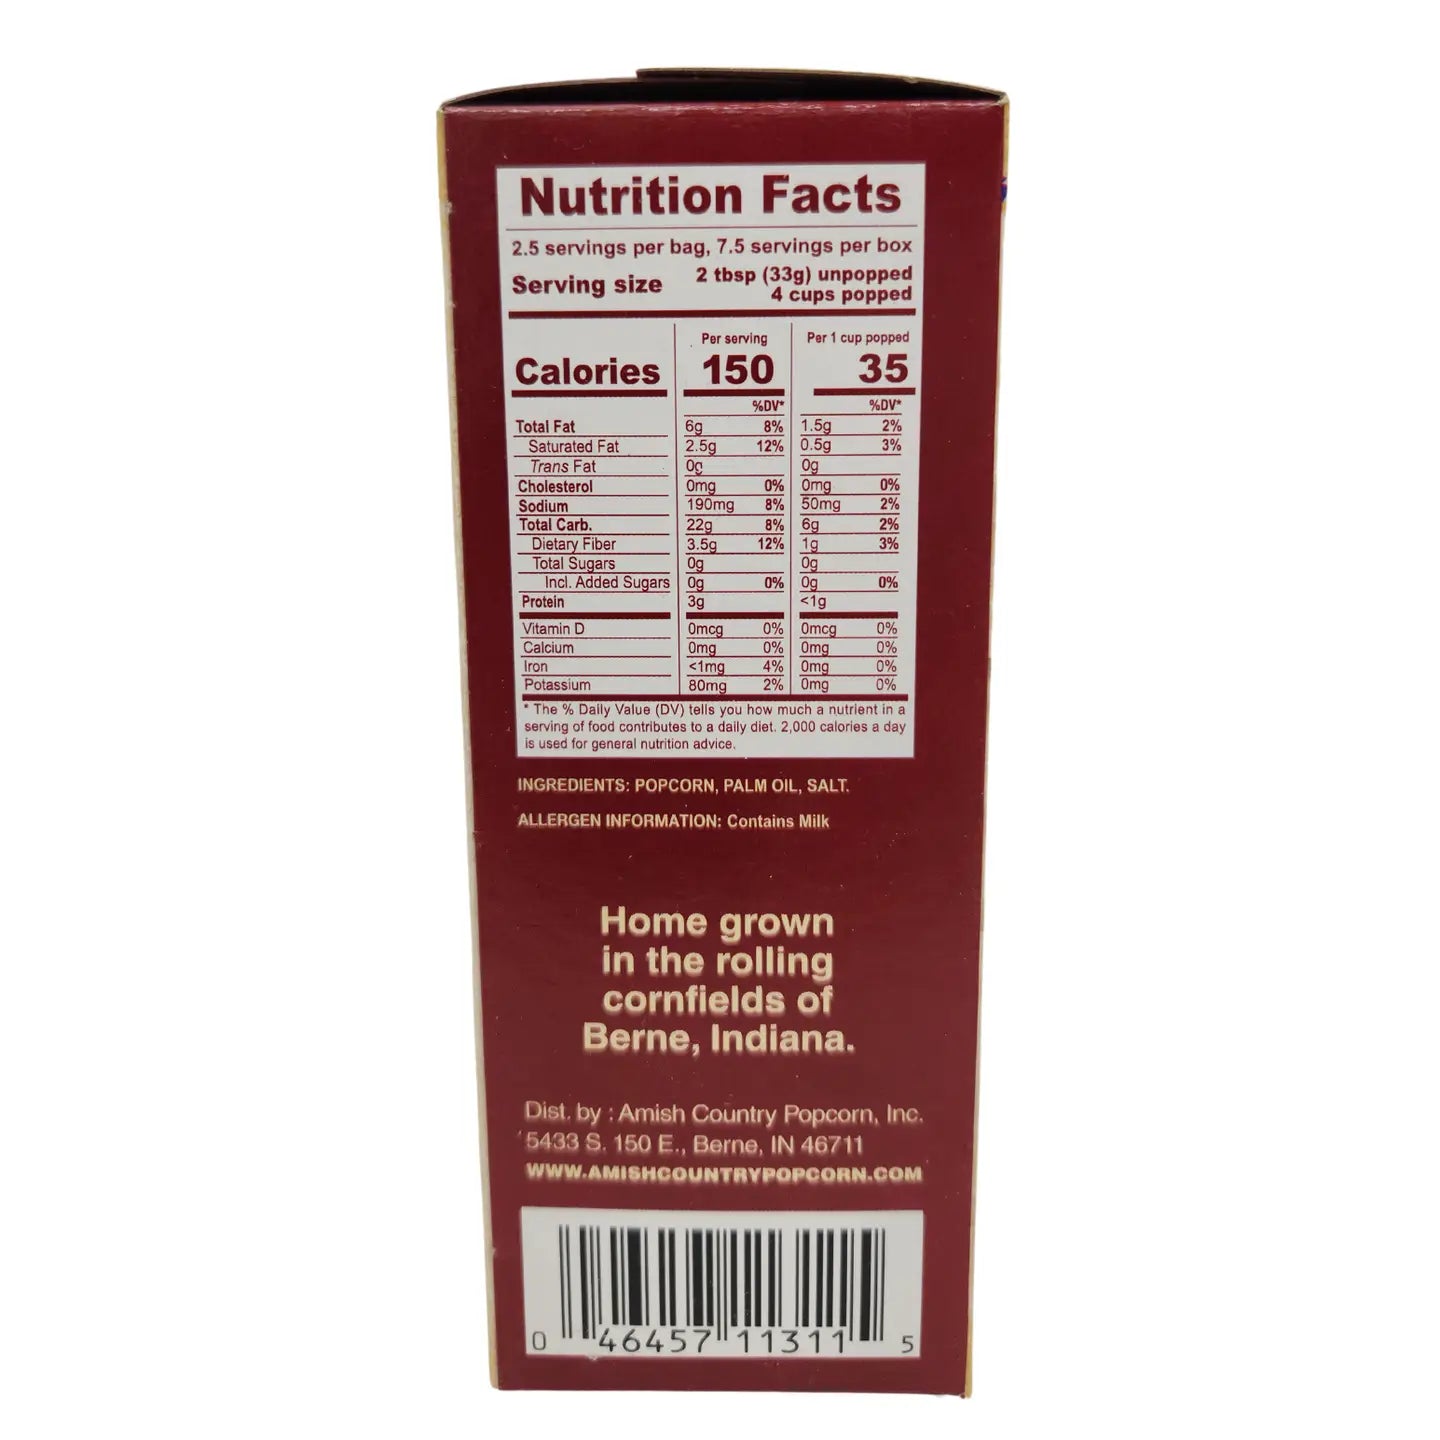 Nutrition Facts
2.5 servings per bag, 7.5 servings per box
Serving size 2 tbsp (33g) unpopped
4 cups popped
Per serving Per 1 cup popped
Calories 150 35
%DV* %DV*
Total Fat 6g 8% 1.5g 2%
Saturated Fat 2.5g 12% 0.5g 3%
Trans Fat 0g 0g
Cholesterol 0mg 0% 0mg 0%
Sodium 190mg 8% 50mg 2%
Total Carb. 22g 8% 6g 2%
Dietary Fiber 3.5g 12% 1g 3%
Total Sugars 0g 0g
Incl. Added Sugars 0g 0% 0g 0%
Protein 3g <1g
Vitamin D 0mcg 0% 0mcg 0%
Calcium 0mg 0% 0mg 0%
Iron <1mg 4% 0mg 0%
Potassium 80mg 2% 0mg 0%
* The % Daily Value (DV) tells you how much a nutrient in a
serving of food contributes to a daily diet. 2,000 calories a day
is used for general nutrition advice.
INGREDIENTS: POPCORN, PALM OIL, SALT.
ALLERGEN INFORMATION: Contains Milk
Home grown
in the rolling
cornfields of
Berne, Indiana.
Dist. by : Amish Country Popcorn, Inc.
5433 S. 150 E., Berne, IN 46711
WWW.AMISHCOUNTRYPOPCORN.COM
0 46457 11311 5